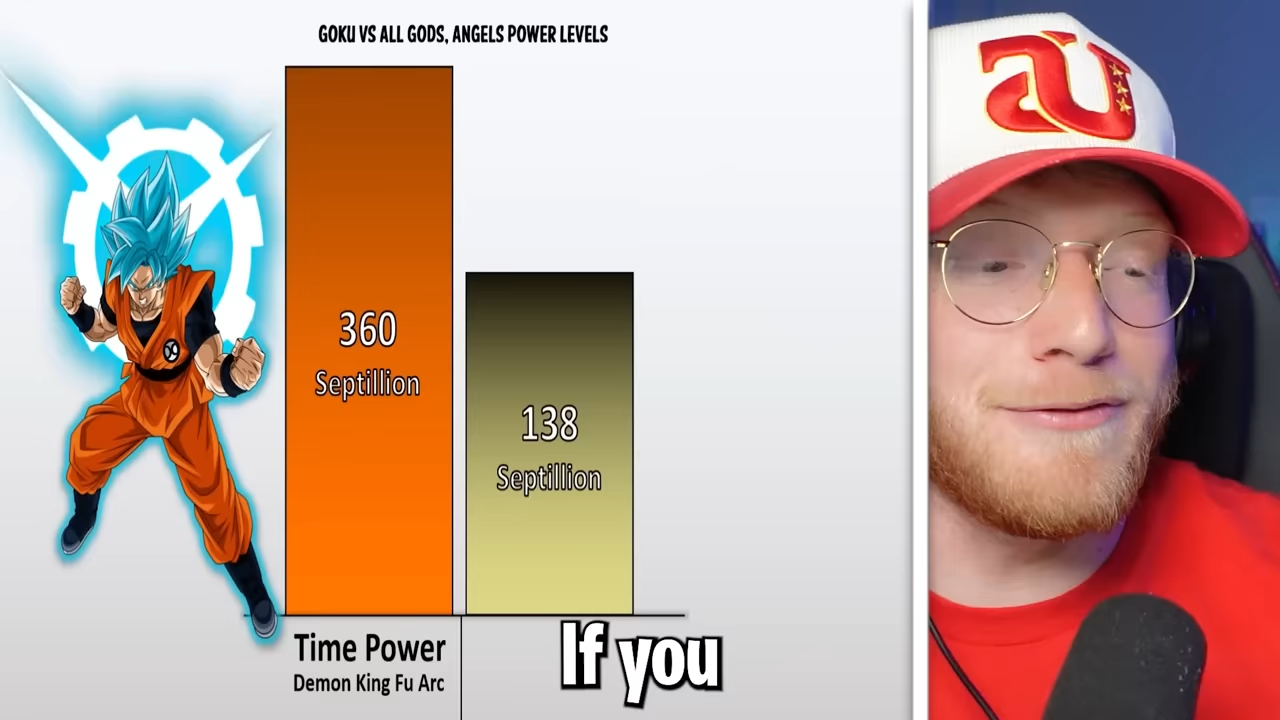 GOKU VS ALL GODS, ANGELS POWER LEVELS
360
Septillion
138
Septillion
Time Power
Demon King Fu Arc
If you